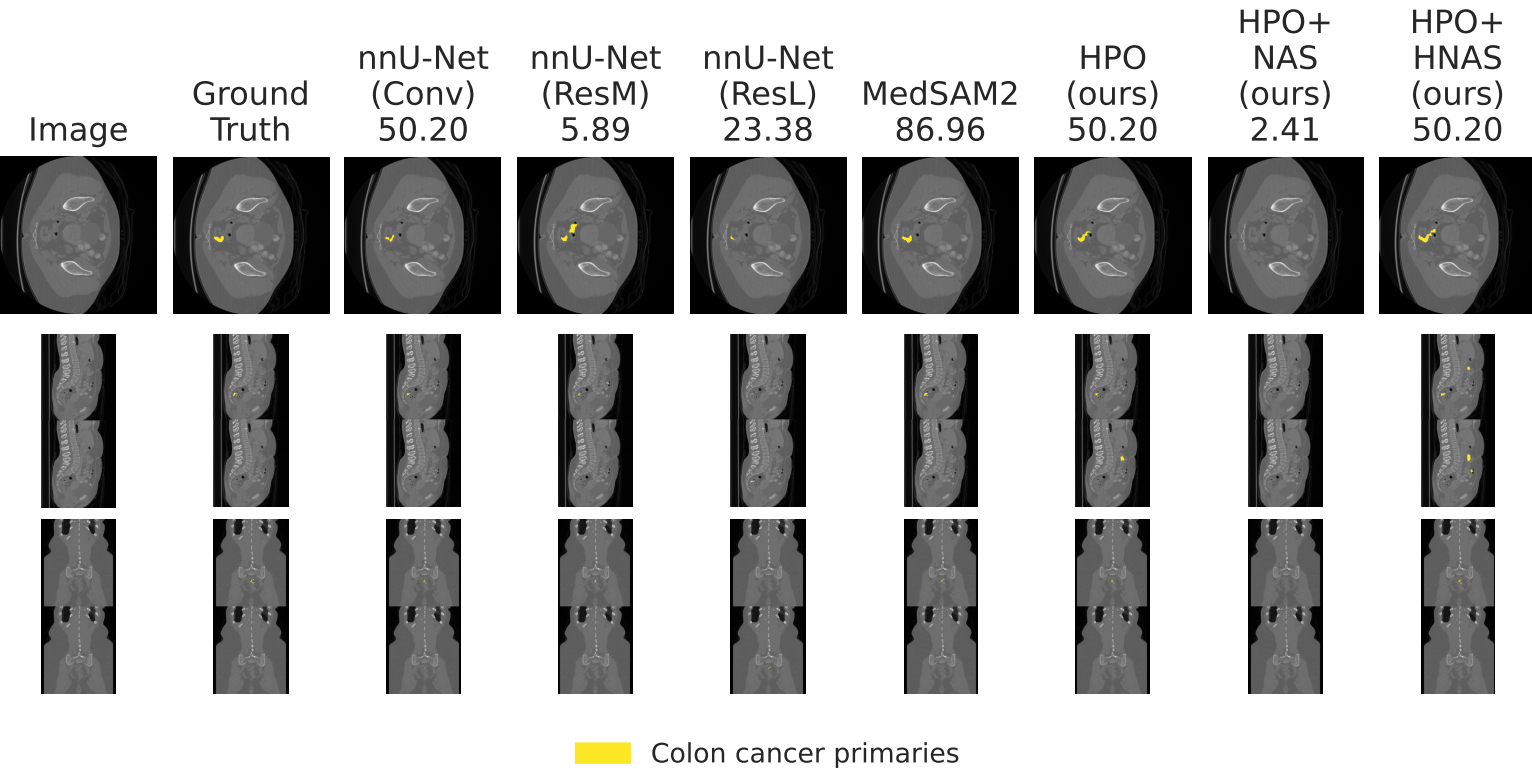 Image
Ground
Truth
nnU-Net
(Conv)
50.20
nnU-Net
(ResM)
5.89
nnU-Net
(ResL)
23.38
MedSAM2
86.96
HPO
(ours)
50.20
HPO+
NAS
(ours)
2.41
HPO+
HNAS
(ours)
50.20
Colon cancer primaries